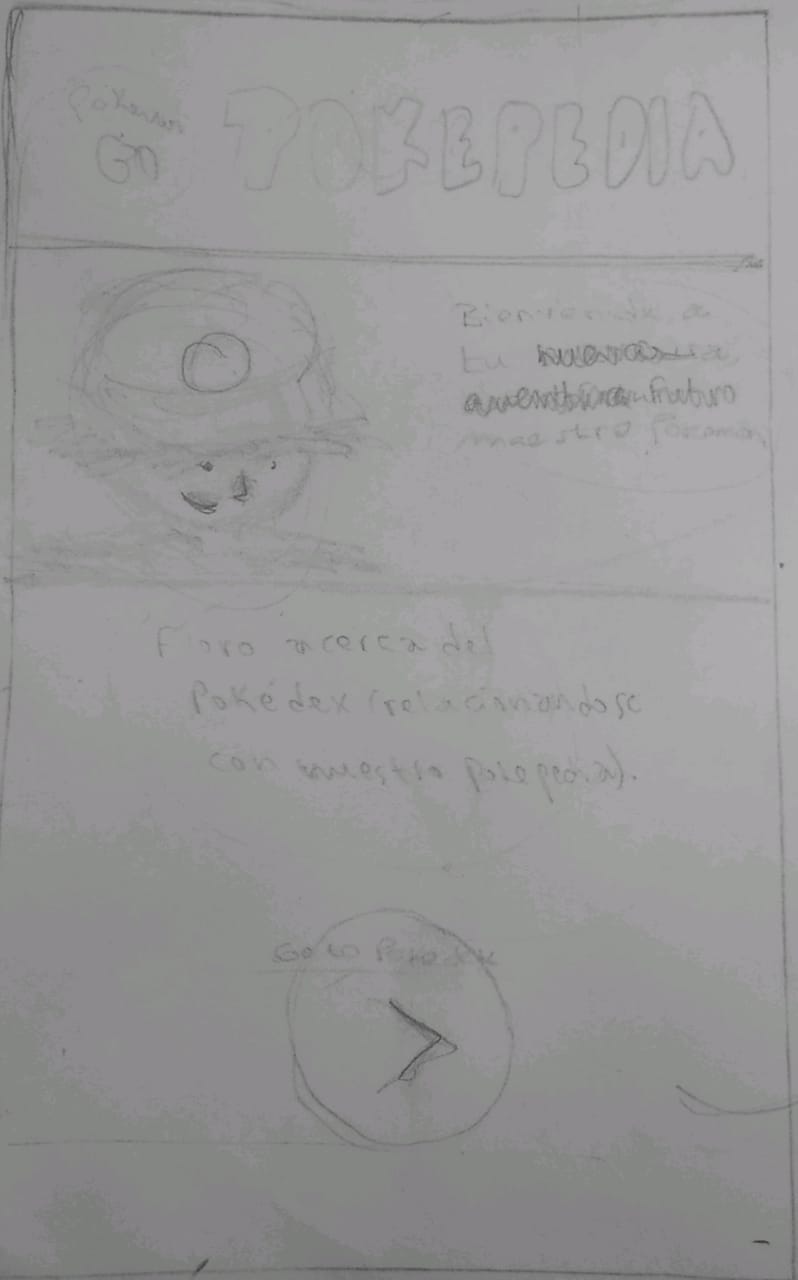 Pokemon
Go
POKEPEDIA
Bienvenido a
tu nueva
aventura futuro
maestro Pokemon
Floro acerca del
Pokédex (relacionandose
con nuestra pokepedia).
Go to Pokedex